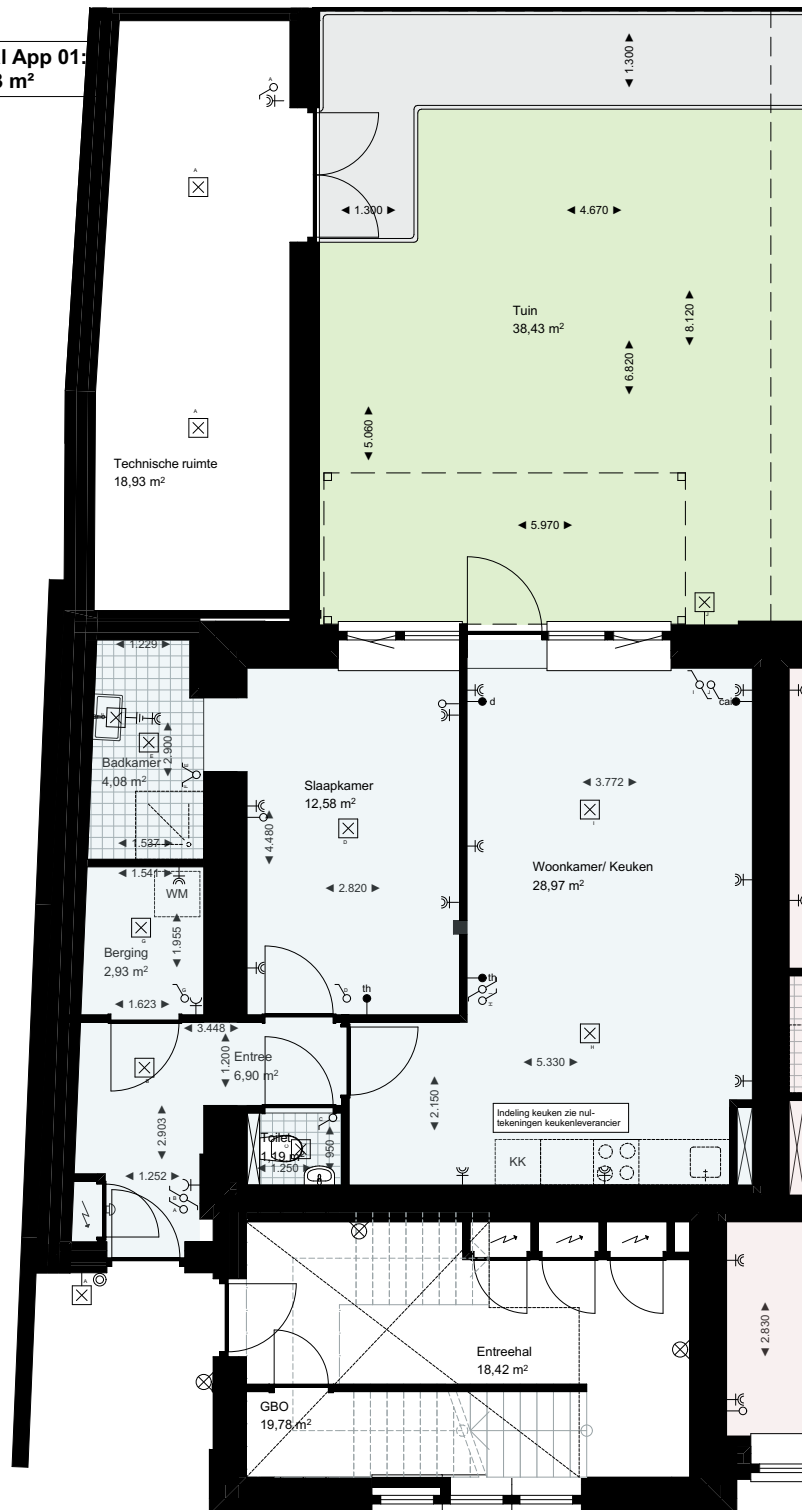 l App 01:
m²
1.300
1.300
4.670
Tuin
38,43 m²
8.120
6.820
5.060
Technische ruimte
18,93 m²
5.970
1.229
d
cai
2.900
Badkamer
4,08 m²
Slaapkamer
12,58 m²
3.772
4.480
1.537
1.541
WM
Woonkamer/ Keuken
28,97 m²
2.820
1.955
Berging
2,93 m²
th
th
1.623
3.448
Entree
6,90 m²
1.200
5.330
2.150
Indeling keuken zie nul-
tekeningen keukenleverancier
2.903
Toilet
1,19 m²
950
1.250
KK
1.252
Entreehal
18,42 m²
2.830
GBO
19,78 m²